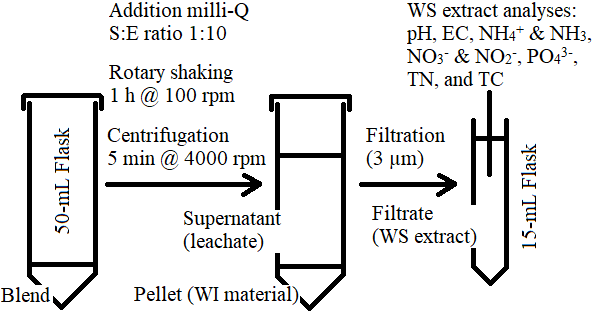 Addition milli-Q
S:E ratio 1:10
Rotary shaking
1 h @ 100 rpm
Centrifugation
5 min @ 4000 rpm
50-mL Flask
Blend
Supernatant
(leachate)
Pellet (WI material)
Filtration
(3 µm)
Filtrate
(WS extract)
WS extract analyses:
pH, EC, NH₄⁺ & NH₃,
NO₃⁻ & NO₂⁻, PO₄³⁻,
TN, and TC
15-mL Flask